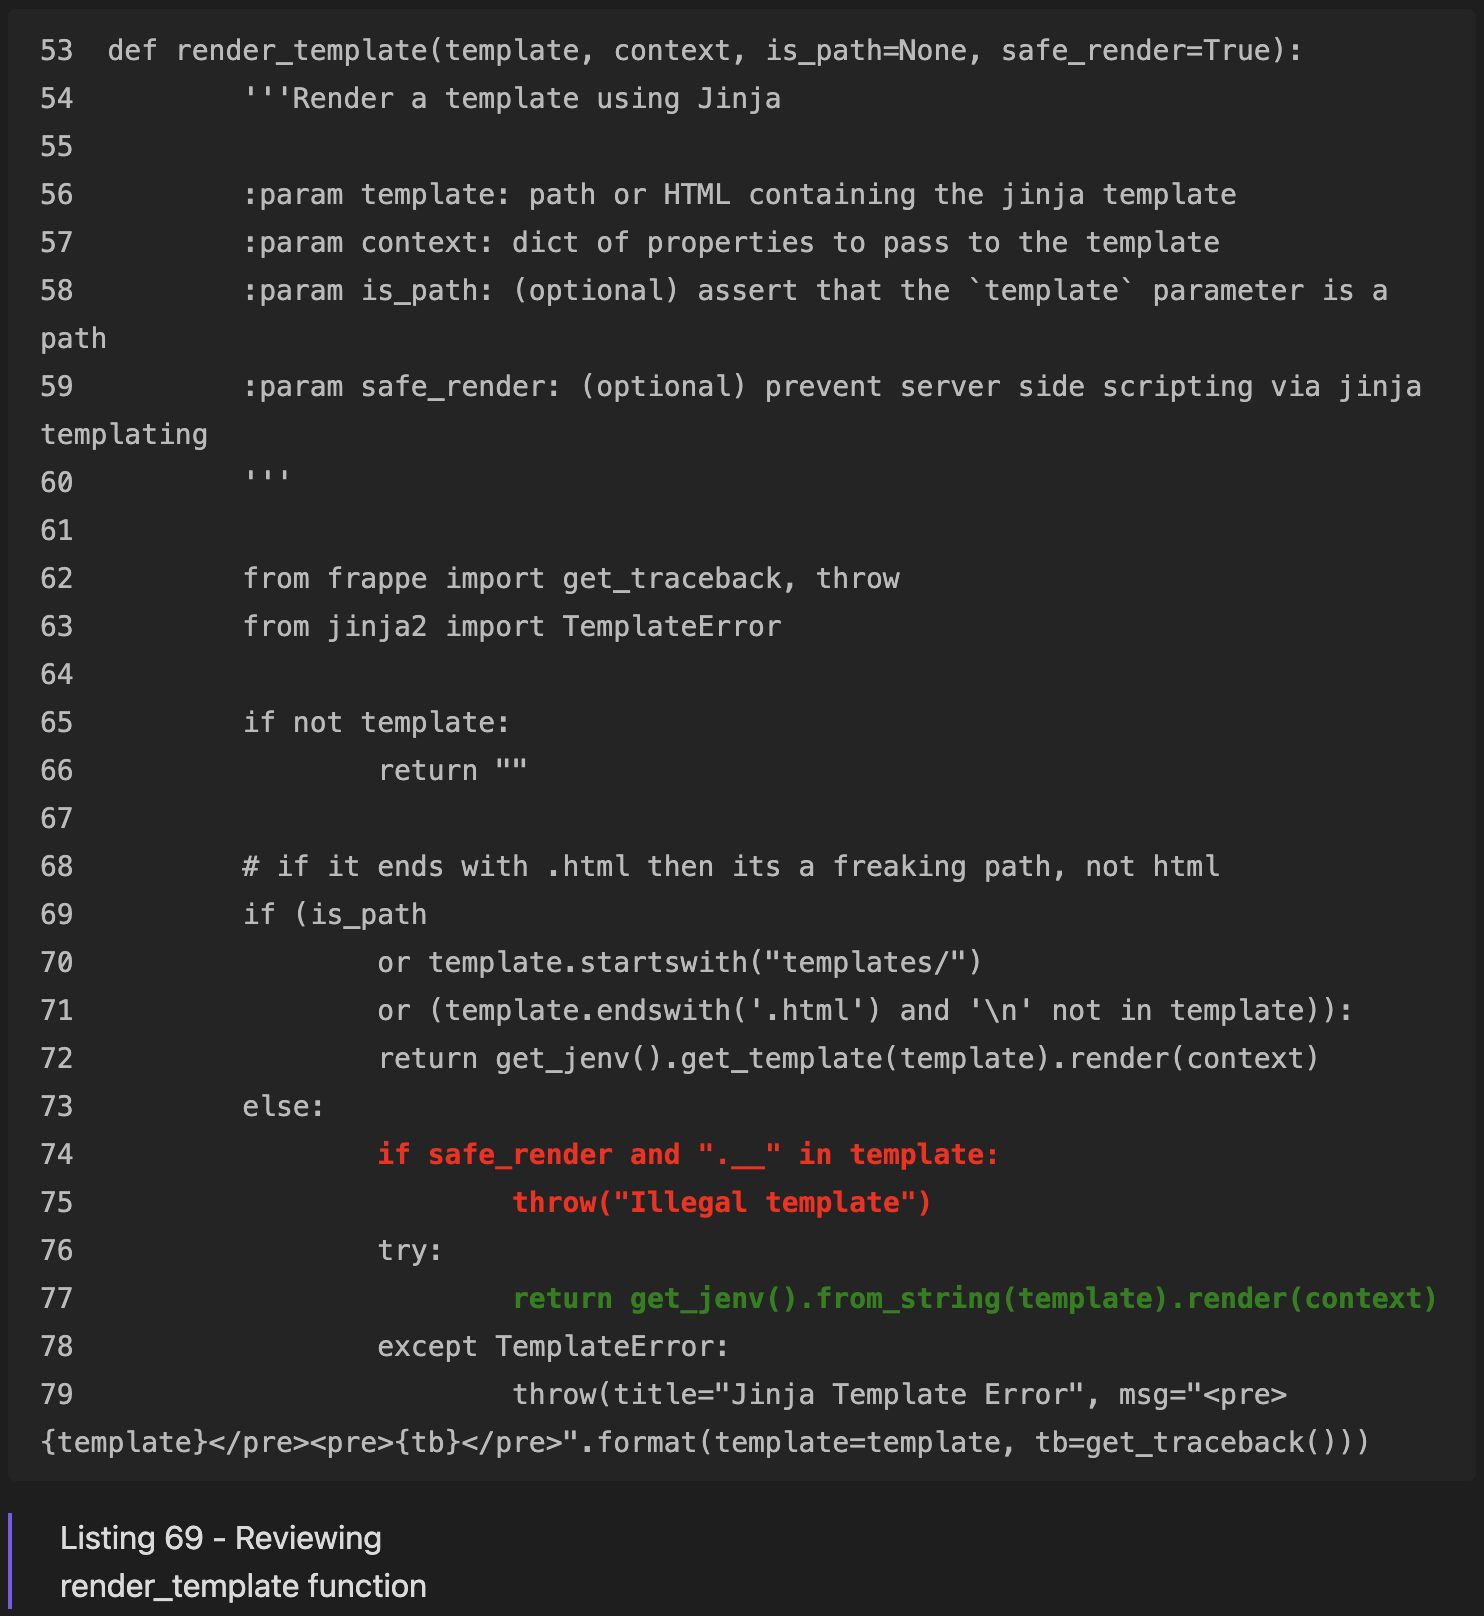 53  def render_template(template, context, is_path=None, safe_render=True):
54          '''Render a template using Jinja
55
56          :param template: path or HTML containing the jinja template
57          :param context: dict of properties to pass to the template
58          :param is_path: (optional) assert that the `template` parameter is a
path
59          :param safe_render: (optional) prevent server side scripting via jinja
templating
60          '''
61
62          from frappe import get_traceback, throw
63          from jinja2 import TemplateError
64
65          if not template:
66                  return ""
67
68          # if it ends with .html then its a freaking path, not html
69          if (is_path
70                  or template.startswith("templates/")
71                  or (template.endswith('.html') and '\n' not in template)):
72                  return get_jenv().get_template(template).render(context)
73          else:
74                  if safe_render and ".__" in template:
75                          throw("Illegal template")
76                  try:
77                          return get_jenv().from_string(template).render(context)
78                  except TemplateError:
79                          throw(title="Jinja Template Error", msg="<pre>
{template}</pre><pre>{tb}</pre>".format(template=template, tb=get_traceback()))
Listing 69 - Reviewing
render_template function